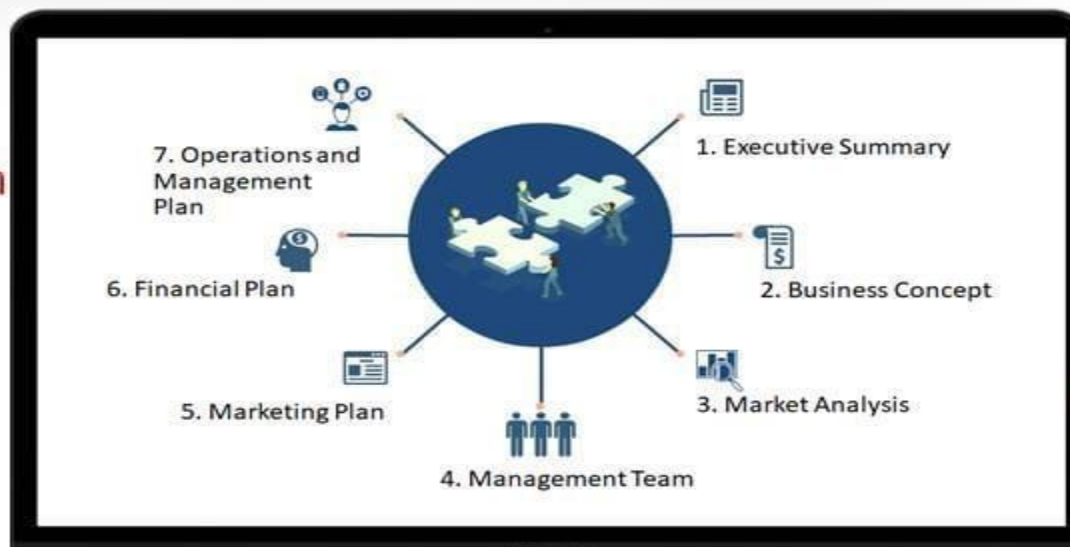 1. Executive Summary
2. Business Concept
3. Market Analysis
4. Management Team
5. Marketing Plan
6. Financial Plan
7. Operations and
Management
Plan